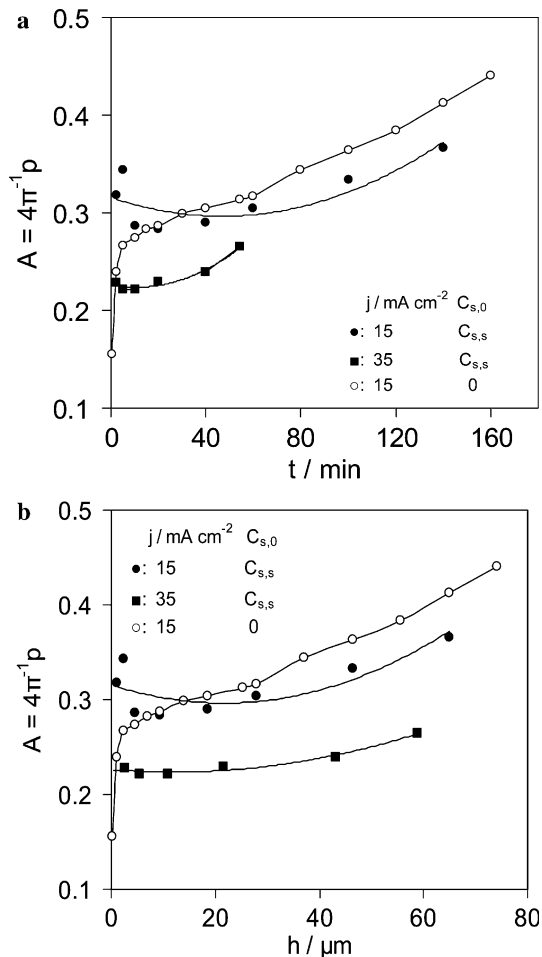 a
0.5
0.4
0.3
0.2
0.1
A = 4π⁻¹p
j / mA cm⁻² C_s,0
●: 15 C_s,s
■: 35 C_s,s
○: 15 0
0 40 80 120 160
t / min
b
0.5
0.4
0.3
0.2
0.1
A = 4π⁻¹p
j / mA cm⁻² C_s,0
●: 15 C_s,s
■: 35 C_s,s
○: 15 0
0 20 40 60 80
h / μm